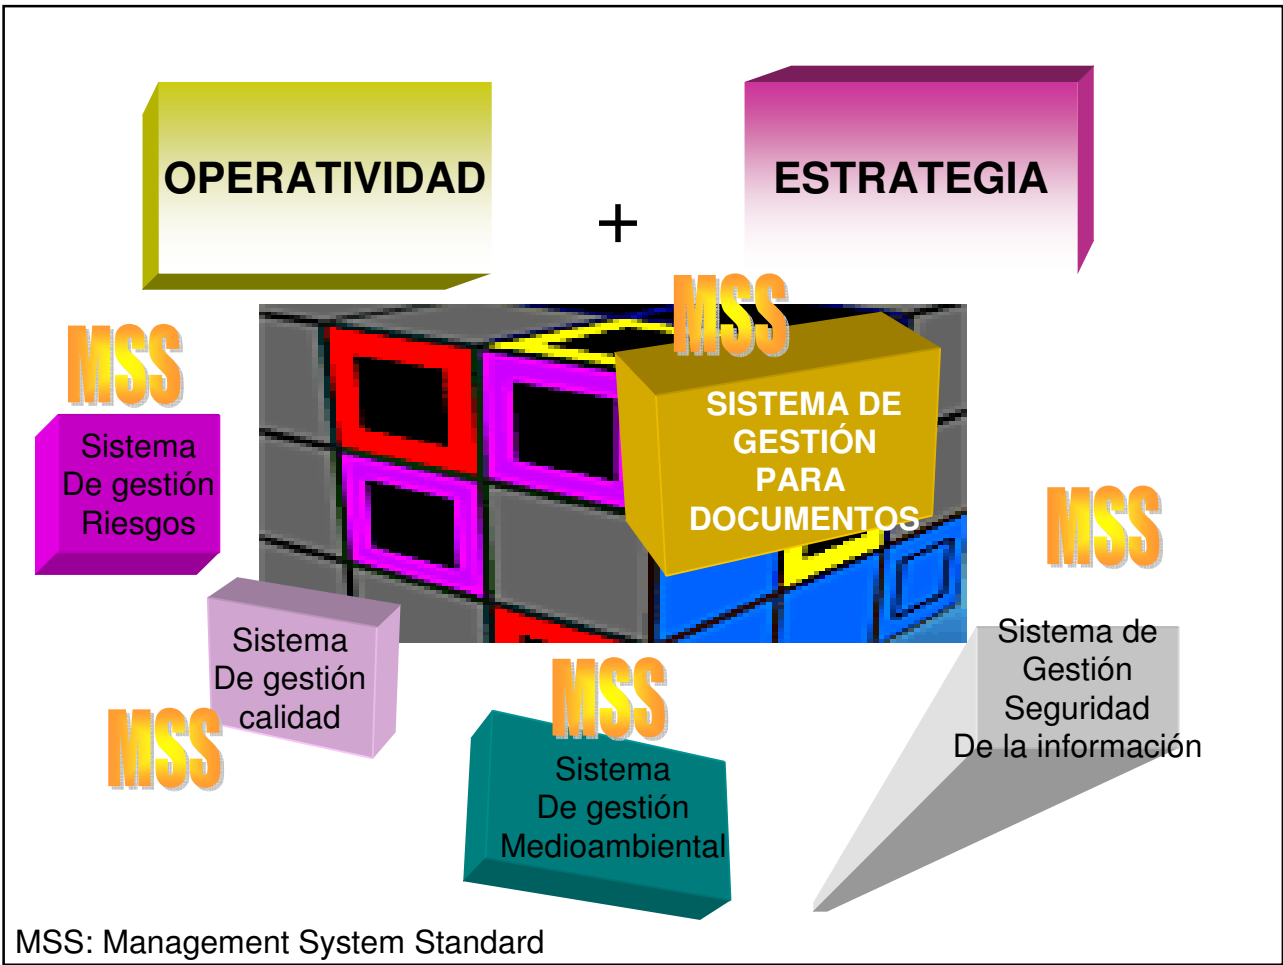 OPERATIVIDAD
+
ESTRATEGIA
MSS
MSS
Sistema
De gestión
Riesgos
SISTEMA DE
GESTIÓN
PARA
DOCUMENTOS
MSS
Sistema
De gestión
calidad
MSS
MSS
Sistema
De gestión
Medioambiental
Sistema de
Gestión
Seguridad
De la información
MSS: Management System Standard